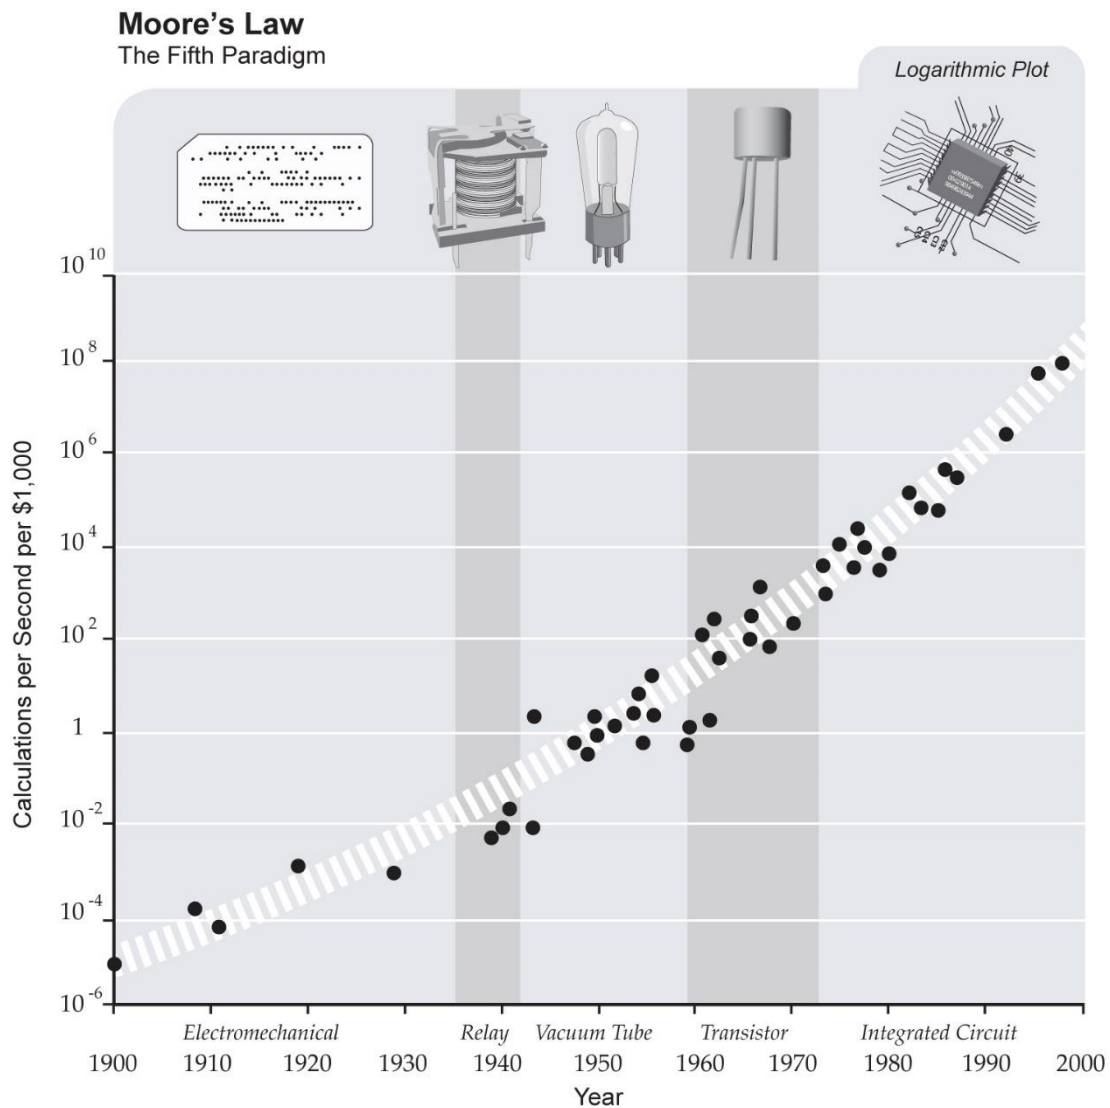 Moore's Law
The Fifth Paradigm
Logarithmic Plot
Calculations per Second per $1,000
10^10
10^8
10^6
10^4
10^2
1
10^-2
10^-4
10^-6
Electromechanical Relay Vacuum Tube Transistor Integrated Circuit
1900 1910 1920 1930 1940 1950 1960 1970 1980 1990 2000
Year